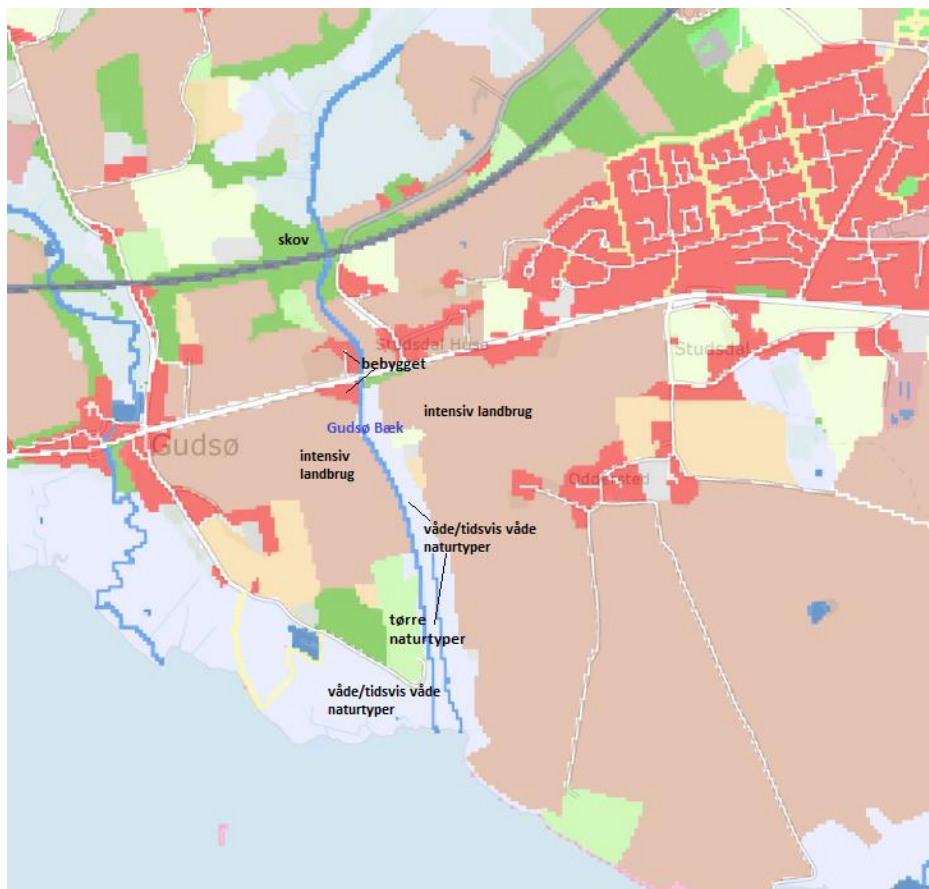 skov
Studsdal Huse
Studsdal
bebygget
intensiv landbrug
Gudsø Bæk
Gudsø
intensiv
landbrug
Oddersted
våde/tidsvis våde
naturtyper
tørre
naturtyper
våde/tidsvis våde
naturtyper